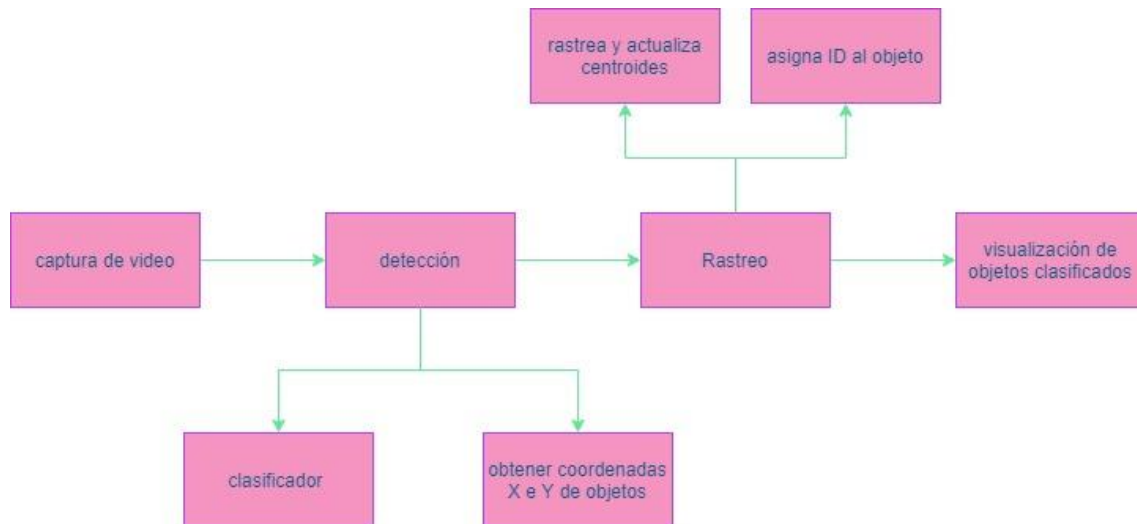 rastrea y actualiza
centroides
asigna ID al objeto
captura de video
detección
Rastreo
visualización de
objetos clasificados
clasificador
obtener coordenadas
X e Y de objetos